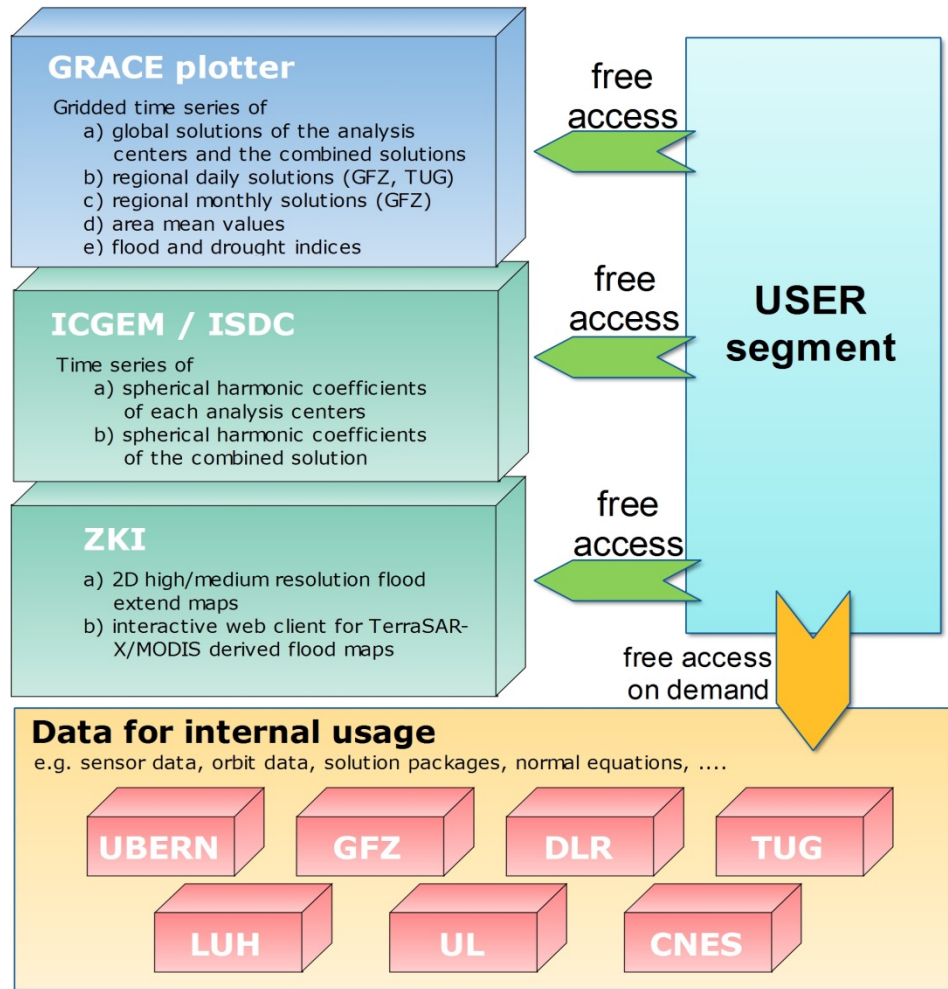 GRACE plotter
Gridded time series of
a) global solutions of the analysis
centers and the combined solutions
b) regional daily solutions (GFZ, TUG)
c) regional monthly solutions (GFZ)
d) area mean values
e) flood and drought indices
free
access
ICGEM / ISDC
Time series of
a) spherical harmonic coefficients
of each analysis centers
b) spherical harmonic coefficients
of the combined solution
free
access
USER
segment
ZKI
a) 2D high/medium resolution flood
extend maps
b) interactive web client for TerraSAR-
X/MODIS derived flood maps
free
access
free access
on demand
Data for internal usage
e.g. sensor data, orbit data, solution packages, normal equations, ....
UBERN
GFZ
DLR
TUG
LUH
UL
CNES